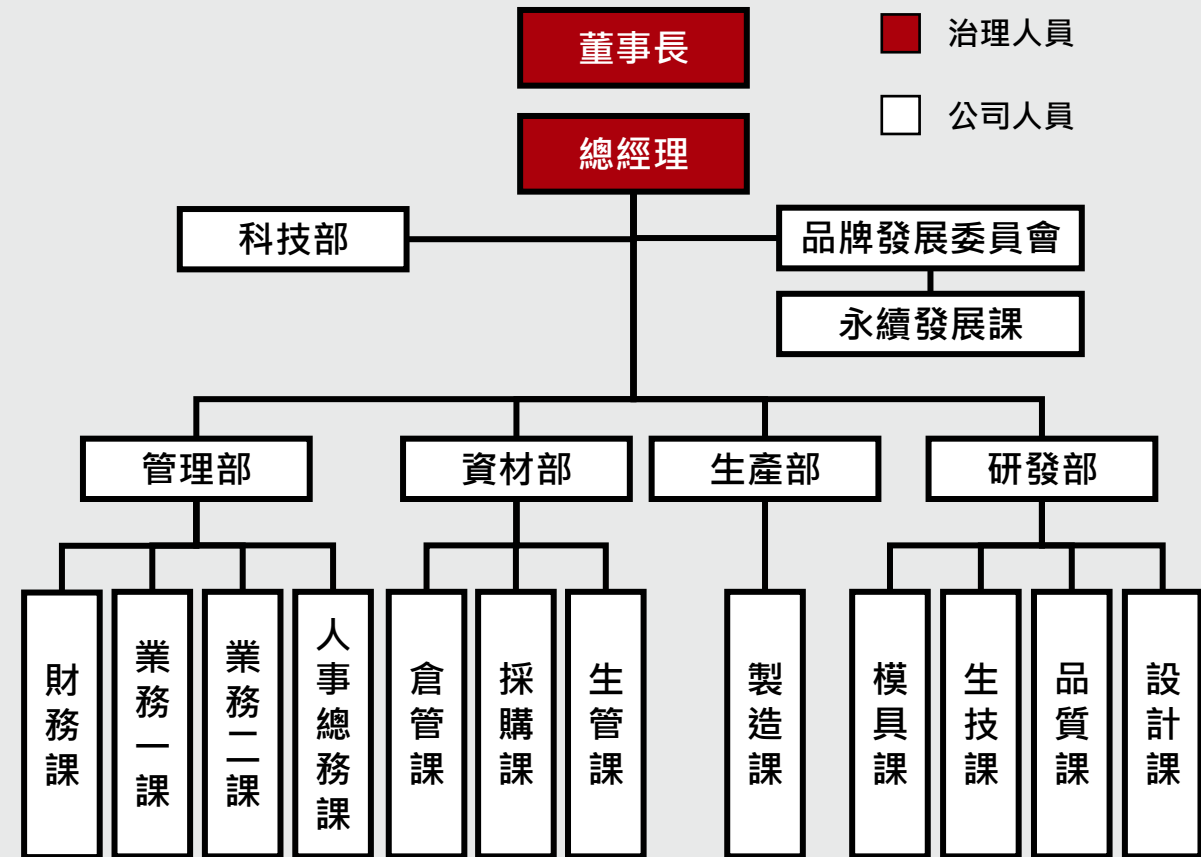 董事長
治理人員
公司人員
總經理
科技部
品牌發展委員會
永續發展課
管理部
資材部
生產部
研發部
財務課
業務一課
業務二課
人事總務課
倉管課
採購課
生管課
製造課
模具課
生技課
品質課
設計課